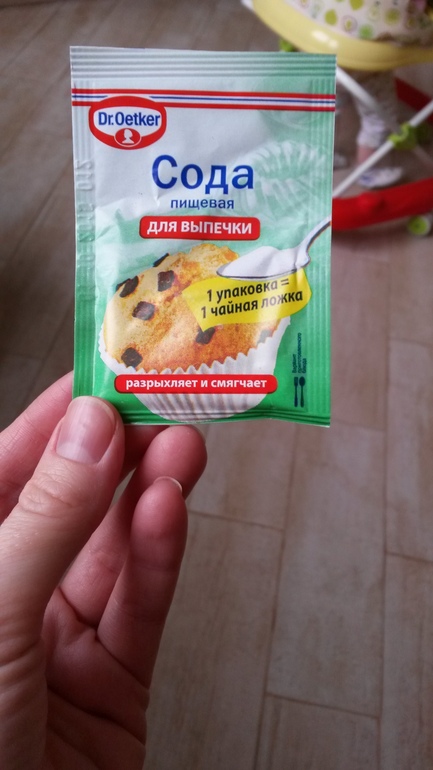 Dr.Oetker
Сода
пищевая
ДЛЯ ВЫПЕЧКИ
1 упаковка =
1 чайная ложка
разрыхляет и смягчает